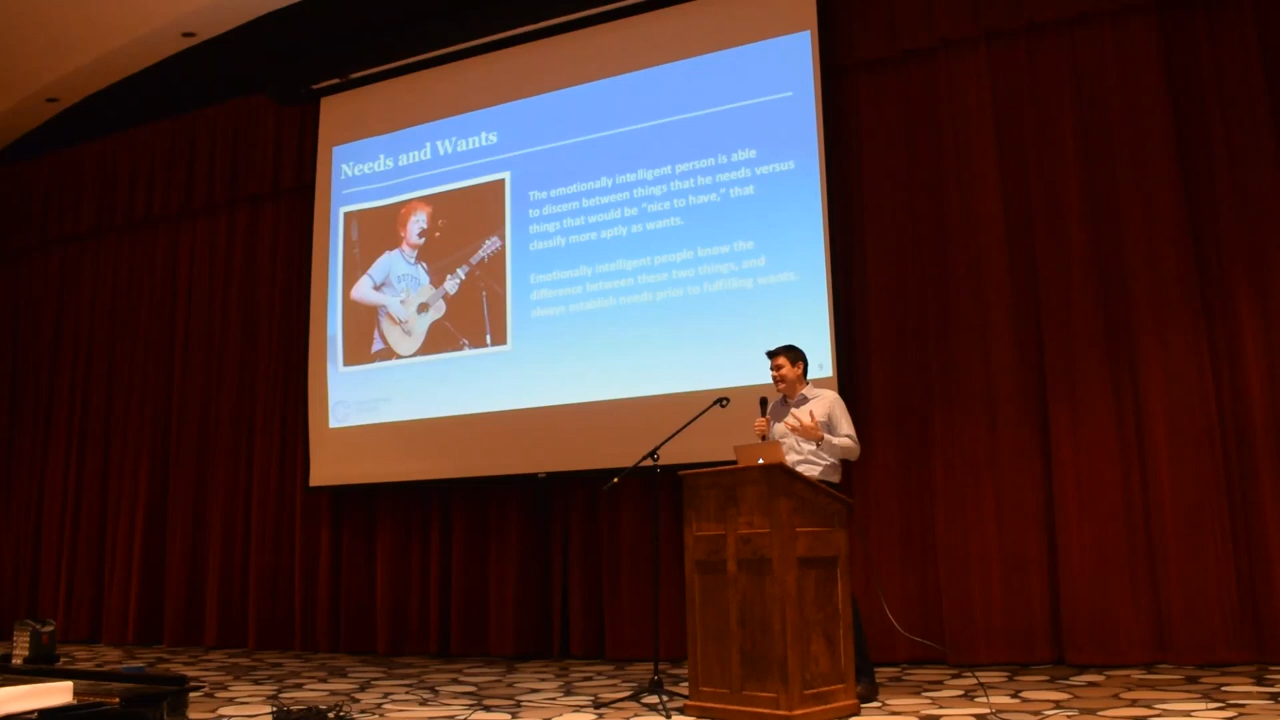 Needs and Wants
The emotionally intelligent person is able
to discern between things that he needs versus
things that would be “nice to have,” that
classify more aptly as wants.
Emotionally intelligent people know the
difference between these two things, and
always establish needs prior to fulfilling wants.
9